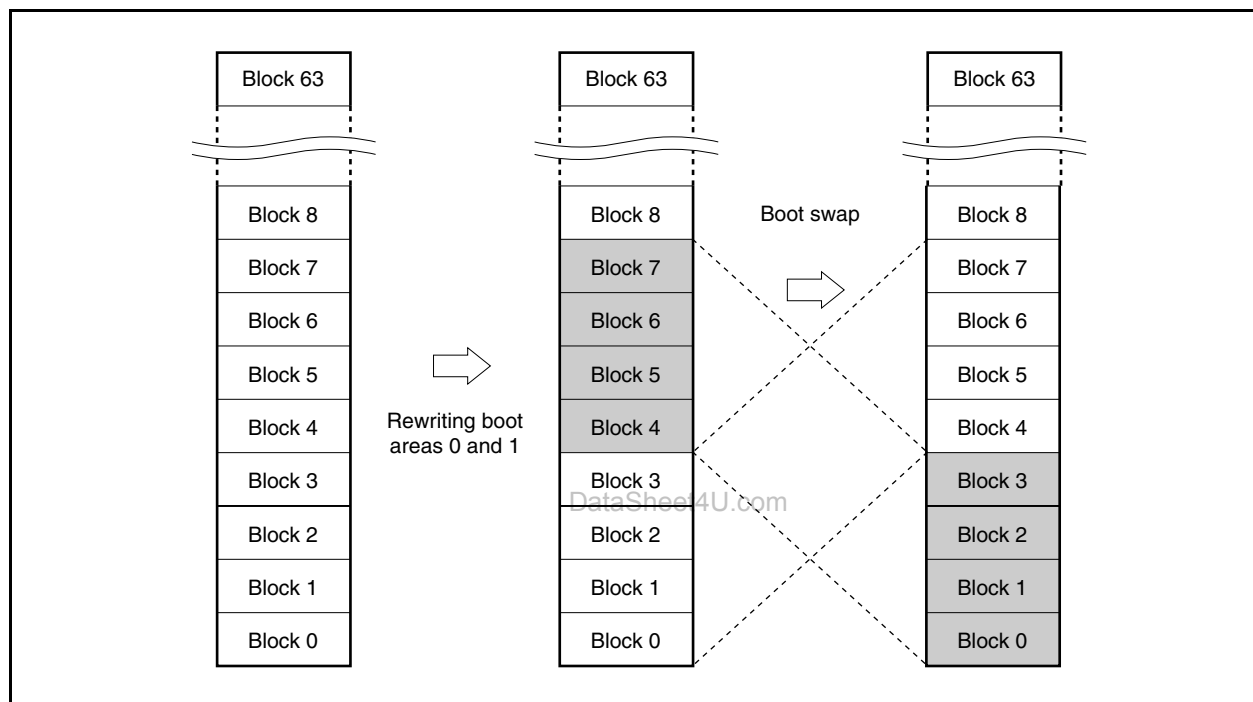 Block 63
Block 8
Block 7
Block 6
Block 5
Block 4
Block 3
Block 2
Block 1
Block 0
Rewriting boot
areas 0 and 1
Block 63
Block 8
Block 7
Block 6
Block 5
Block 4
Block 3
DataSheet4U.com
Block 2
Block 1
Block 0
Boot swap
Block 63
Block 8
Block 7
Block 6
Block 5
Block 4
Block 3
Block 2
Block 1
Block 0